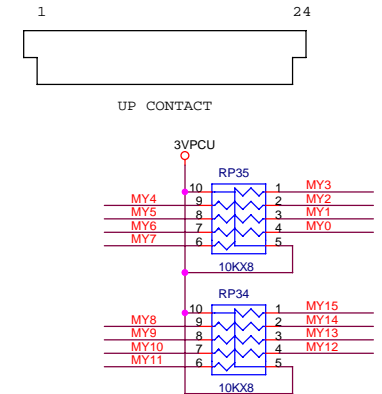 1 24
UP CONTACT
3VPCU
RP35
10 1 MY3
MY4 9 2 MY2
MY5 8 3 MY1
MY6 7 4 MY0
MY7 6 5
10KX8
RP34
10 1 MY15
MY8 9 2 MY14
MY9 8 3 MY13
MY10 7 4 MY12
MY11 6 5
10KX8